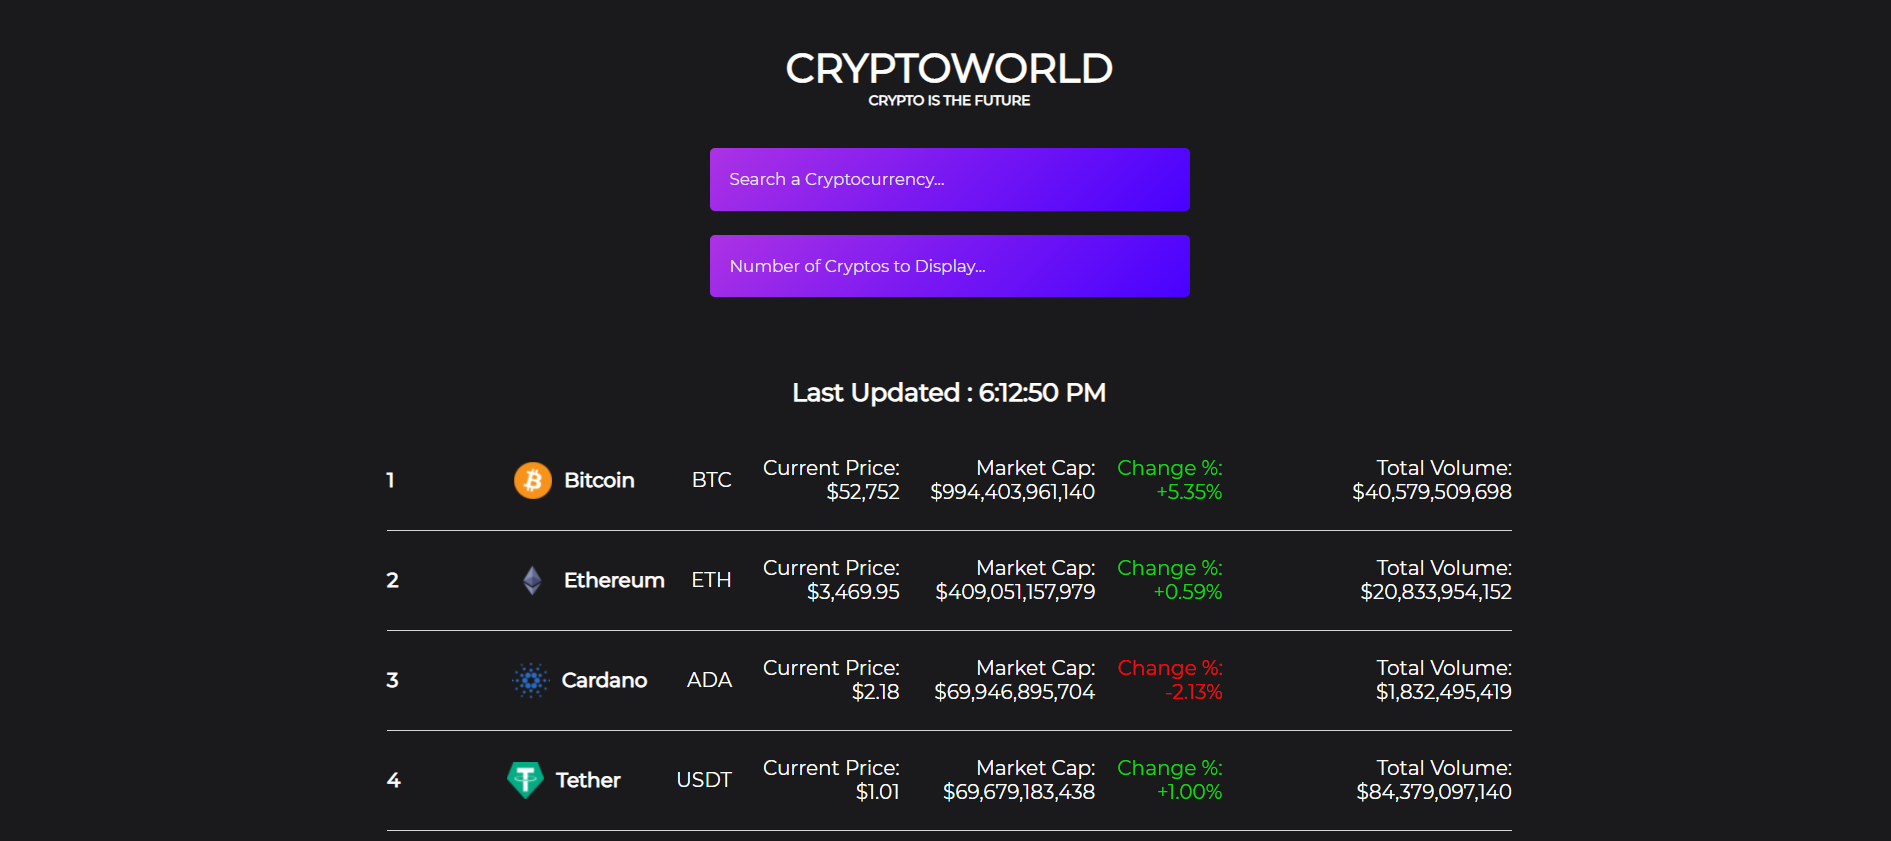 CRYPTOWORLD
CRYPTO IS THE FUTURE
Search a Cryptocurrency...
Number of Cryptos to Display...
Last Updated : 6:12:50 PM
1 Bitcoin BTC Current Price: Market Cap: Change %: Total Volume:
$52,752 $994,403,961,140 +5.35% $40,579,509,698
2 Ethereum ETH Current Price: Market Cap: Change %: Total Volume:
$3,469.95 $409,051,157,979 +0.59% $20,833,954,152
3 Cardano ADA Current Price: Market Cap: Change %: Total Volume:
$2.18 $69,946,895,704 -2.13% $1,832,495,419
4 Tether USDT Current Price: Market Cap: Change %: Total Volume:
$1.01 $69,679,183,438 +1.00% $84,379,097,140